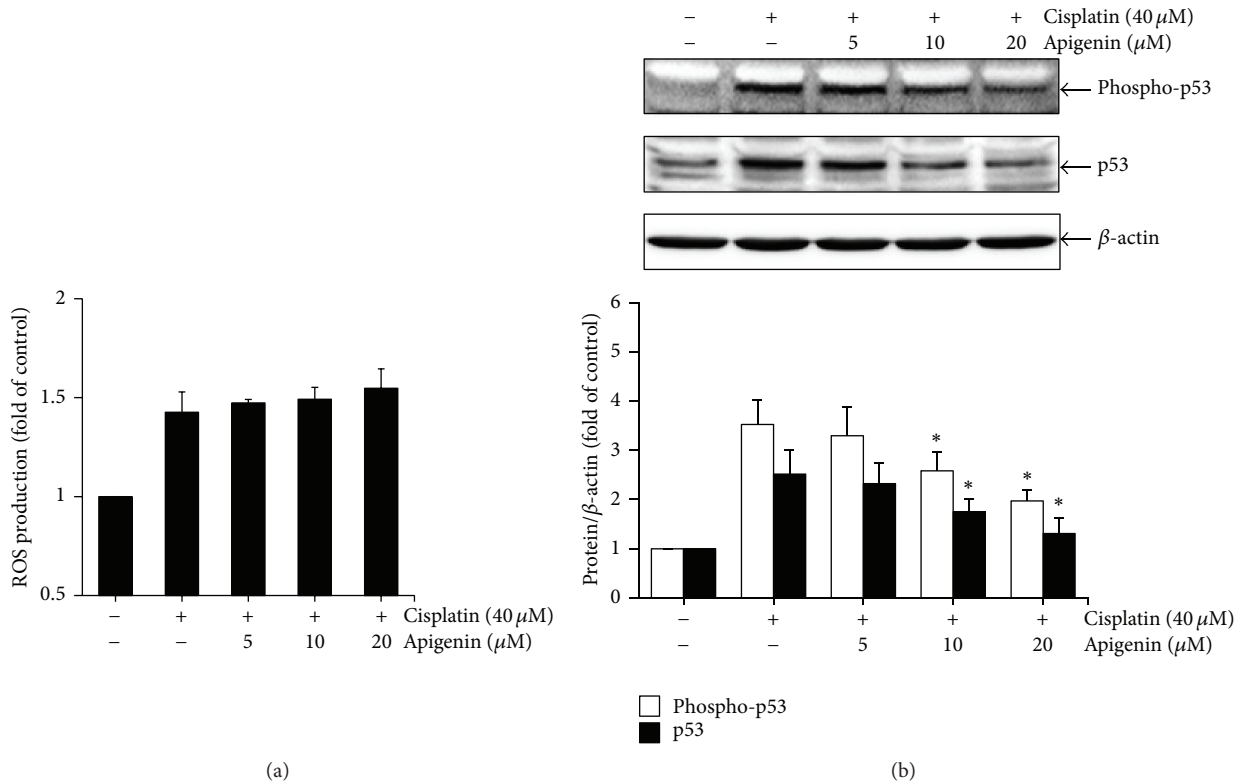 − + + + + Cisplatin (40 μM)
− − 5 10 20 Apigenin (μM)
Phospho-p53
p53
β-actin
ROS production (fold of control)
2
1.5
1
0.5
− + + + + Cisplatin (40 μM)
− − 5 10 20 Apigenin (μM)
(a)
Protein/β-actin (fold of control)
6
5
4
3
2
1
0
* *
* *
− + + + + Cisplatin (40 μM)
− − 5 10 20 Apigenin (μM)
Phospho-p53
p53
(b)